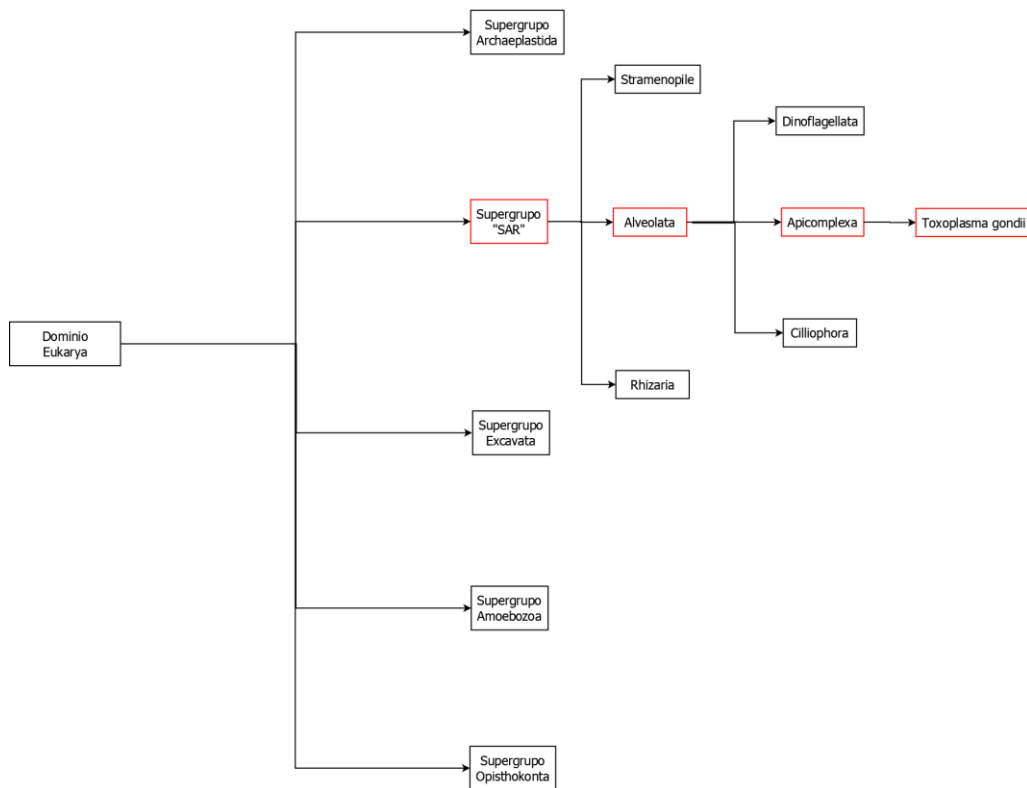 Supergrupo
Archaeplastida
Stramenopile
Dinoflagellata
Supergrupo
"SAR"
Alveolata
Apicomplexa
Toxoplasma gondii
Dominio
Eukarya
Cilliophora
Rhizaria
Supergrupo
Excavata
Supergrupo
Amoebozoa
Supergrupo
Opisthokonta